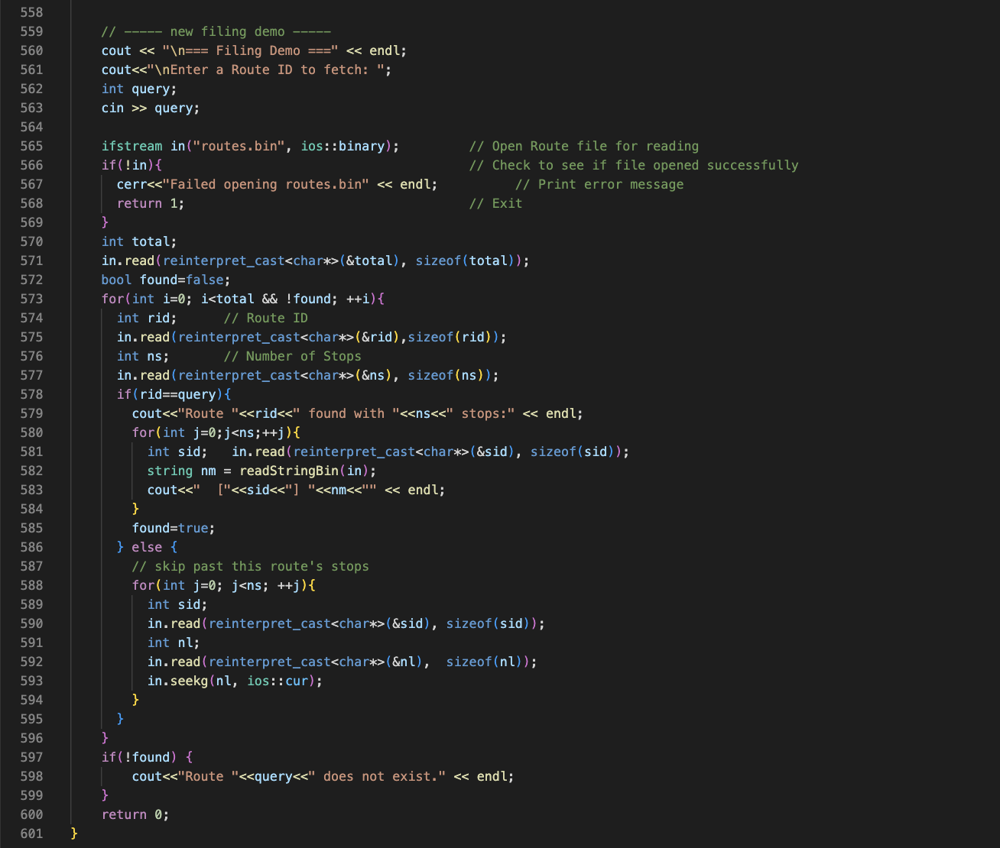 558
559 // ----- new filing demo -----
560 cout << "\n=== Filing Demo ===" << endl;
561 cout<<"\nEnter a Route ID to fetch: ";
562 int query;
563 cin >> query;
564
565 ifstream in("routes.bin", ios::binary); // Open Route file for reading
566 if(!in){ // Check to see if file opened successfully
567 cerr<<"Failed opening routes.bin" << endl; // Print error message
568 return 1; // Exit
569 }
570 int total;
571 in.read(reinterpret_cast<char*>(&total), sizeof(total));
572 bool found=false;
573 for(int i=0; i<total && !found; ++i){
574 int rid; // Route ID
575 in.read(reinterpret_cast<char*>(&rid),sizeof(rid));
576 int ns; // Number of Stops
577 in.read(reinterpret_cast<char*>(&ns), sizeof(ns));
578 if(rid==query){
579 cout<<"Route "<<rid<<" found with "<<ns<<" stops:" << endl;
580 for(int j=0;j<ns;++j){
581 int sid; in.read(reinterpret_cast<char*>(&sid), sizeof(sid));
582 string nm = readStringBin(in);
583 cout<<"  ["<<sid<<"] "<<nm<<"" << endl;
584 }
585 found=true;
586 } else {
587 // skip past this route's stops
588 for(int j=0; j<ns; ++j){
589 int sid;
590 in.read(reinterpret_cast<char*>(&sid), sizeof(sid));
591 int nl;
592 in.read(reinterpret_cast<char*>(&nl),  sizeof(nl));
593 in.seekg(nl, ios::cur);
594 }
595 }
596 }
597 if(!found) {
598 cout<<"Route "<<query<<" does not exist." << endl;
599 }
600 return 0;
601 }